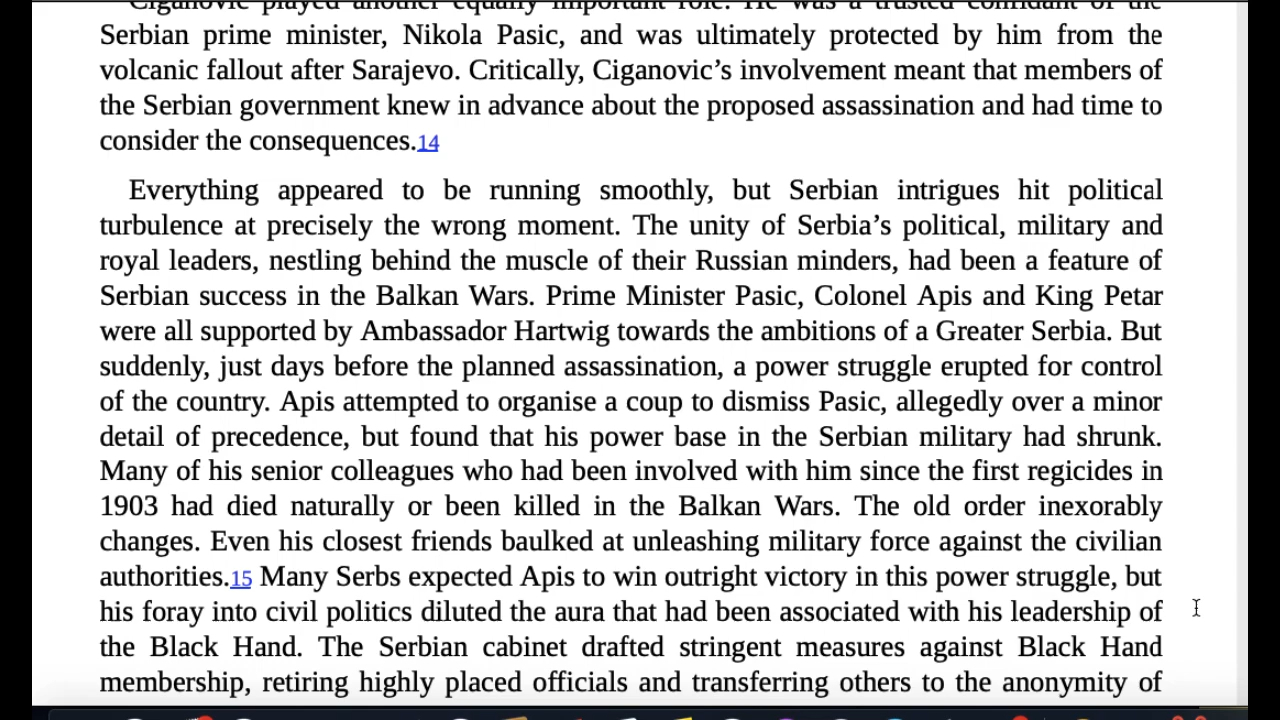 Ciganovic played another equally important role. He was a trusted confidant of the
Serbian prime minister, Nikola Pasic, and was ultimately protected by him from the
volcanic fallout after Sarajevo. Critically, Ciganovic’s involvement meant that members of
the Serbian government knew in advance about the proposed assassination and had time to
consider the consequences.14
Everything appeared to be running smoothly, but Serbian intrigues hit political
turbulence at precisely the wrong moment. The unity of Serbia’s political, military and
royal leaders, nestling behind the muscle of their Russian minders, had been a feature of
Serbian success in the Balkan Wars. Prime Minister Pasic, Colonel Apis and King Petar
were all supported by Ambassador Hartwig towards the ambitions of a Greater Serbia. But
suddenly, just days before the planned assassination, a power struggle erupted for control
of the country. Apis attempted to organise a coup to dismiss Pasic, allegedly over a minor
detail of precedence, but found that his power base in the Serbian military had shrunk.
Many of his senior colleagues who had been involved with him since the first regicides in
1903 had died naturally or been killed in the Balkan Wars. The old order inexorably
changes. Even his closest friends baulked at unleashing military force against the civilian
authorities.15 Many Serbs expected Apis to win outright victory in this power struggle, but
his foray into civil politics diluted the aura that had been associated with his leadership of
the Black Hand. The Serbian cabinet drafted stringent measures against Black Hand
membership, retiring highly placed officials and transferring others to the anonymity of